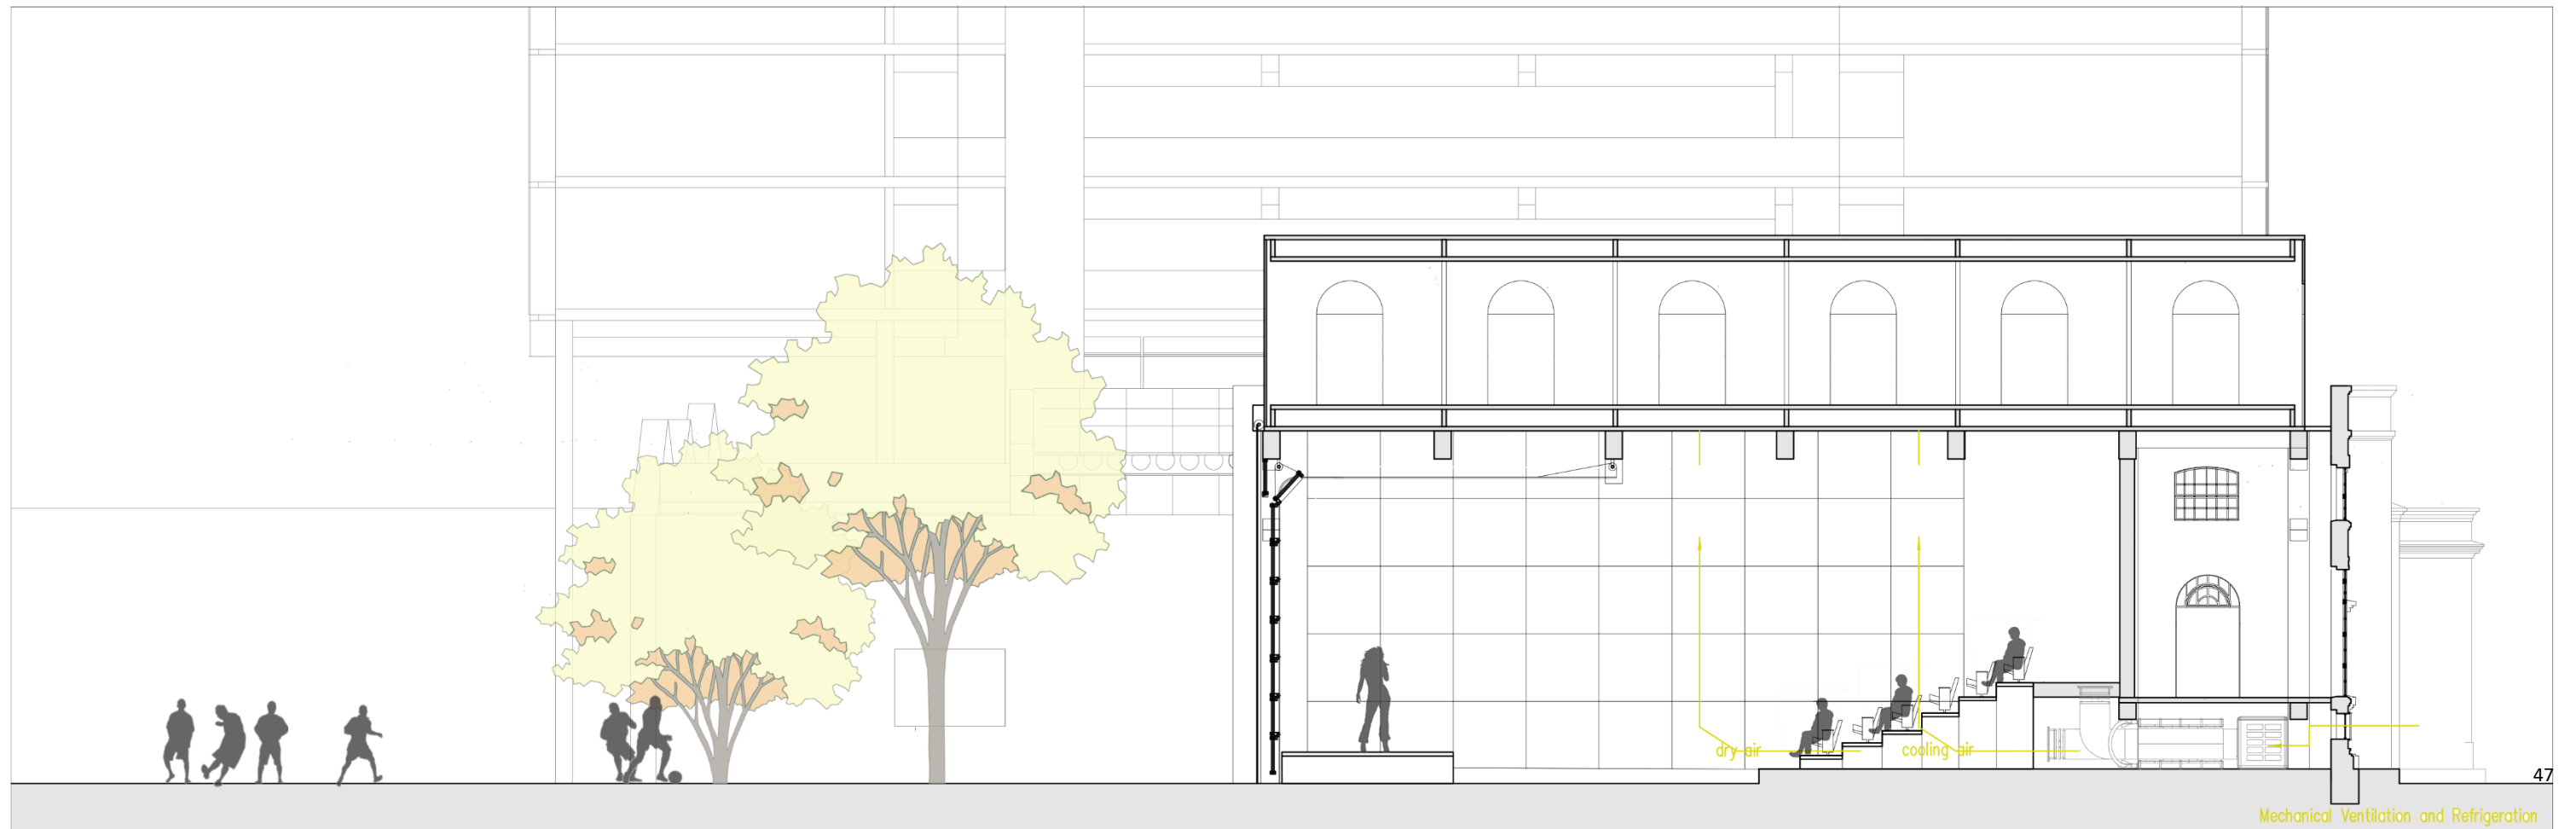 dry air
cooling air
47
Mechanical Ventilation and Refrigeration